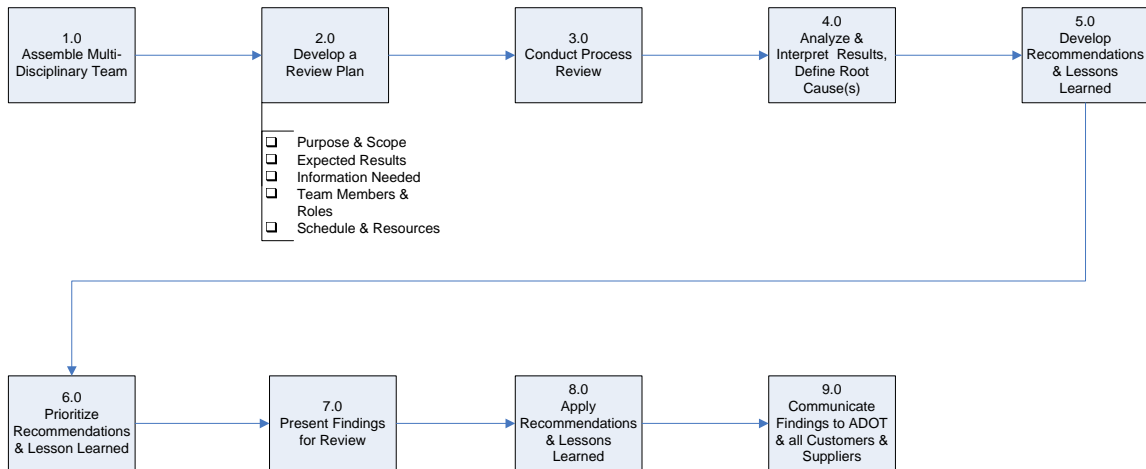 1.0
Assemble Multi-
Disciplinary Team
2.0
Develop a
Review Plan
3.0
Conduct Process
Review
4.0
Analyze &
Interpret Results,
Define Root
Cause(s)
5.0
Develop
Recommendations
& Lessons
Learned
❑ Purpose & Scope
❑ Expected Results
❑ Information Needed
❑ Team Members &
Roles
❑ Schedule & Resources
6.0
Prioritize
Recommendations
& Lesson Learned
7.0
Present Findings
for Review
8.0
Apply
Recommendations
& Lessons
Learned
9.0
Communicate
Findings to ADOT
& all Customers &
Suppliers